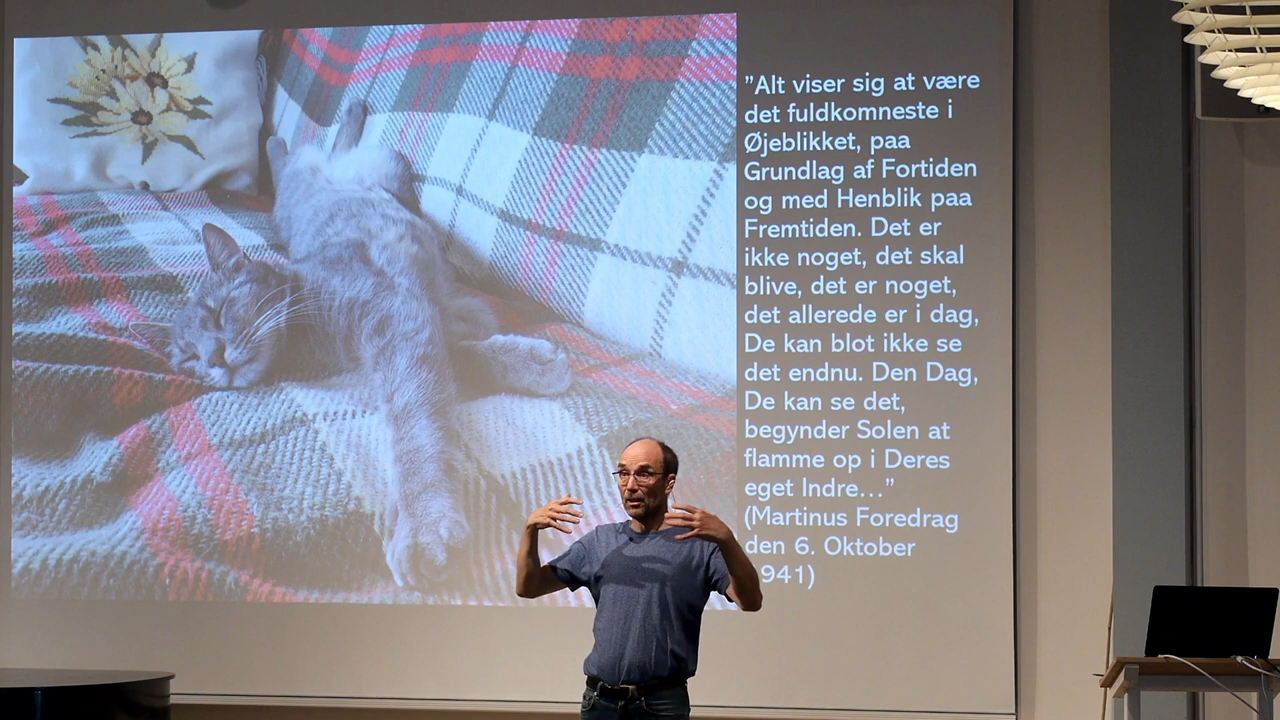 ”Alt viser sig at være
det fuldkomneste i
Øjeblikket, paa
Grundlag af Fortiden
og med Henblik paa
Fremtiden. Det er
ikke noget, det skal
blive, det er noget,
det allerede er i dag,
De kan blot ikke se
det endnu. Den Dag,
De kan se det,
begynder Solen at
flamme op i Deres
eget Indre...”
(Martinus Foredrag
den 6. Oktober
1941)